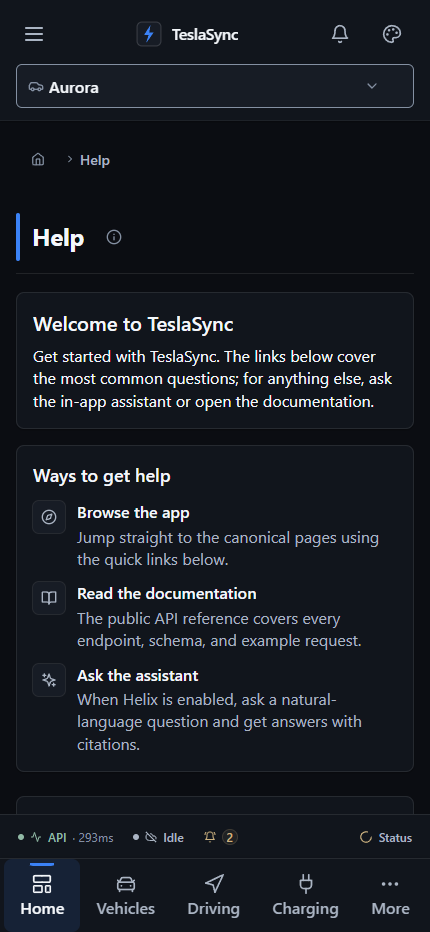 TeslaSync
Aurora
Help
Help
Welcome to TeslaSync
Get started with TeslaSync. The links below cover
the most common questions; for anything else, ask
the in-app assistant or open the documentation.
Ways to get help
Browse the app
Jump straight to the canonical pages using
the quick links below.
Read the documentation
The public API reference covers every
endpoint, schema, and example request.
Ask the assistant
When Helix is enabled, ask a natural-
language question and get answers with
citations.
API · 293ms Idle 2 Status
Home Vehicles Driving Charging More